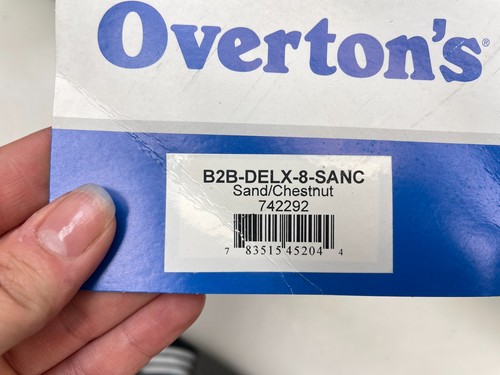 Overton's®
B2B-DELX-8-SANC
Sand/Chestnut
742292
7 83515 45204 4